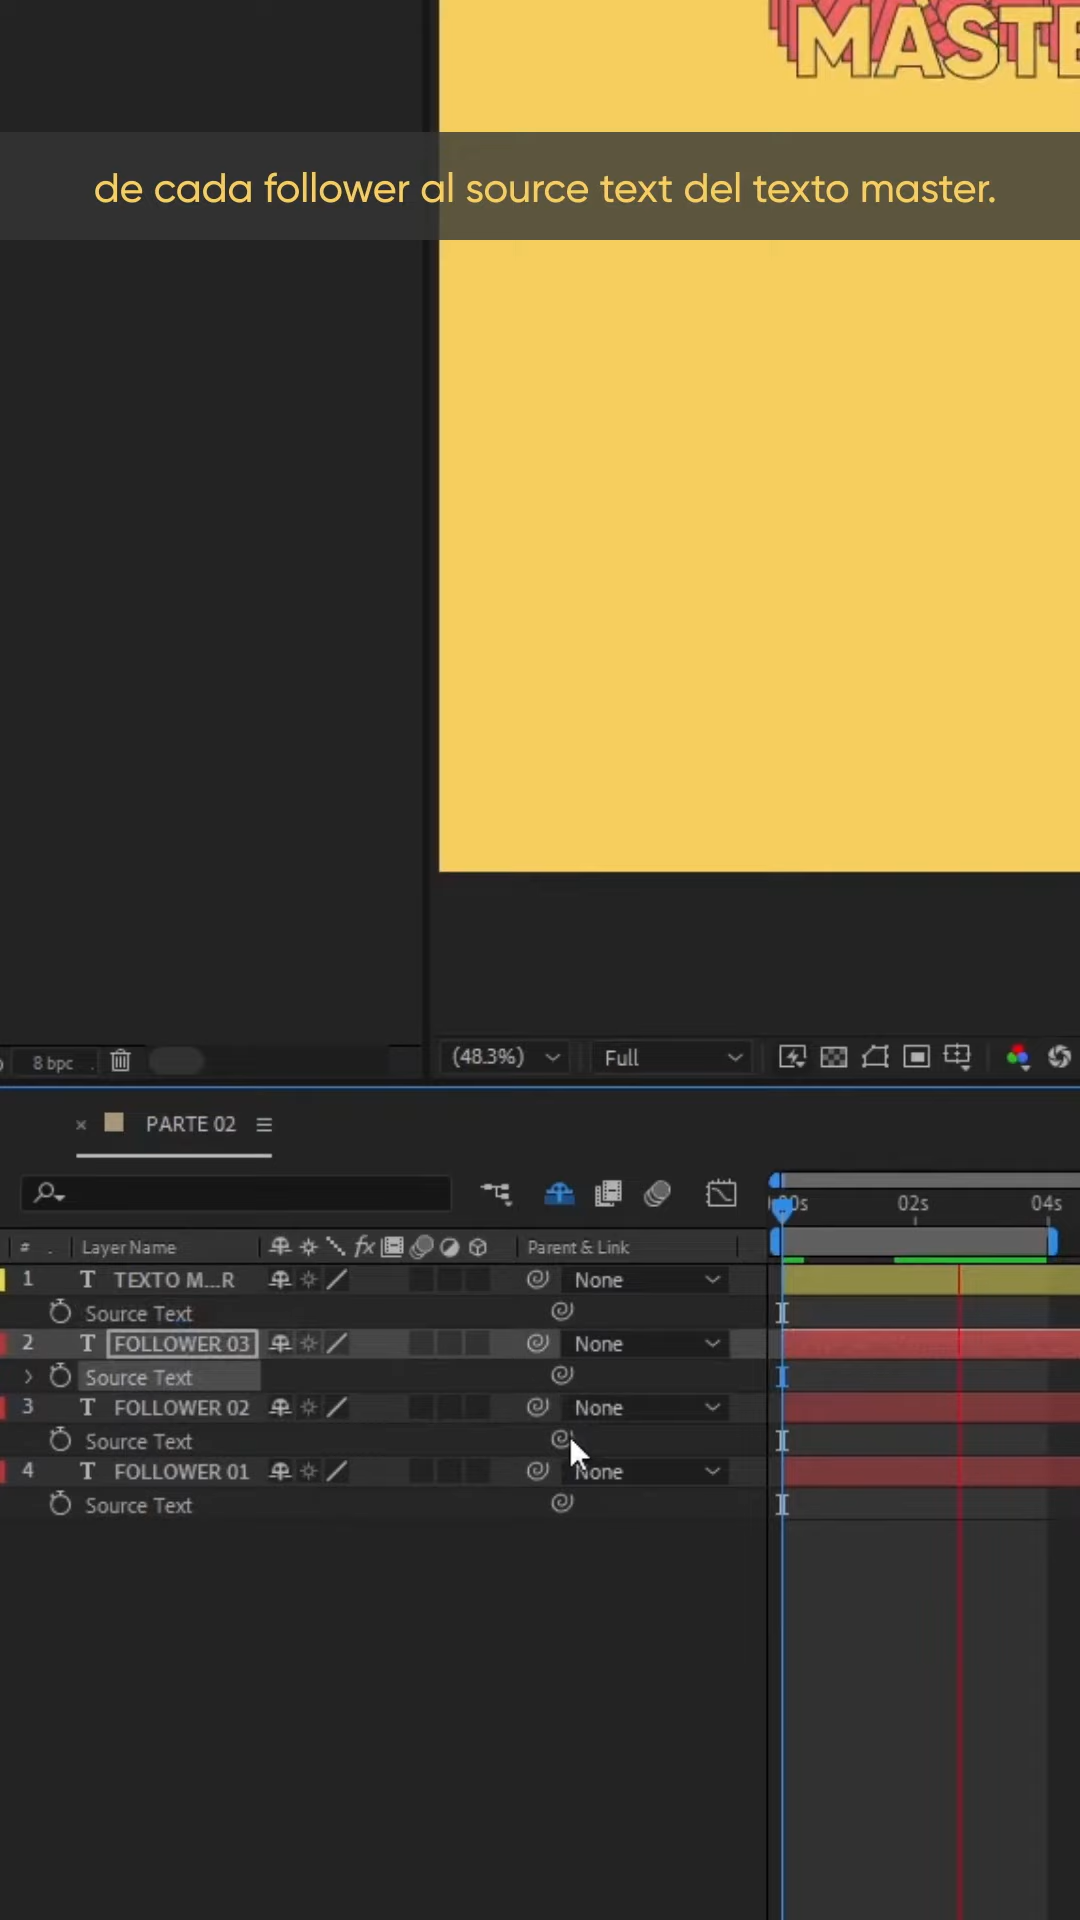 MASTE
de cada follower al source text del texto master.
8 bpc
(48.3%) Full
PARTE 02
00s 02s 04s
# Layer Name fx Parent & Link
1 T TEXTO M...R None
Source Text
2 T FOLLOWER 03 None
Source Text
3 T FOLLOWER 02 None
Source Text
4 T FOLLOWER 01 None
Source Text